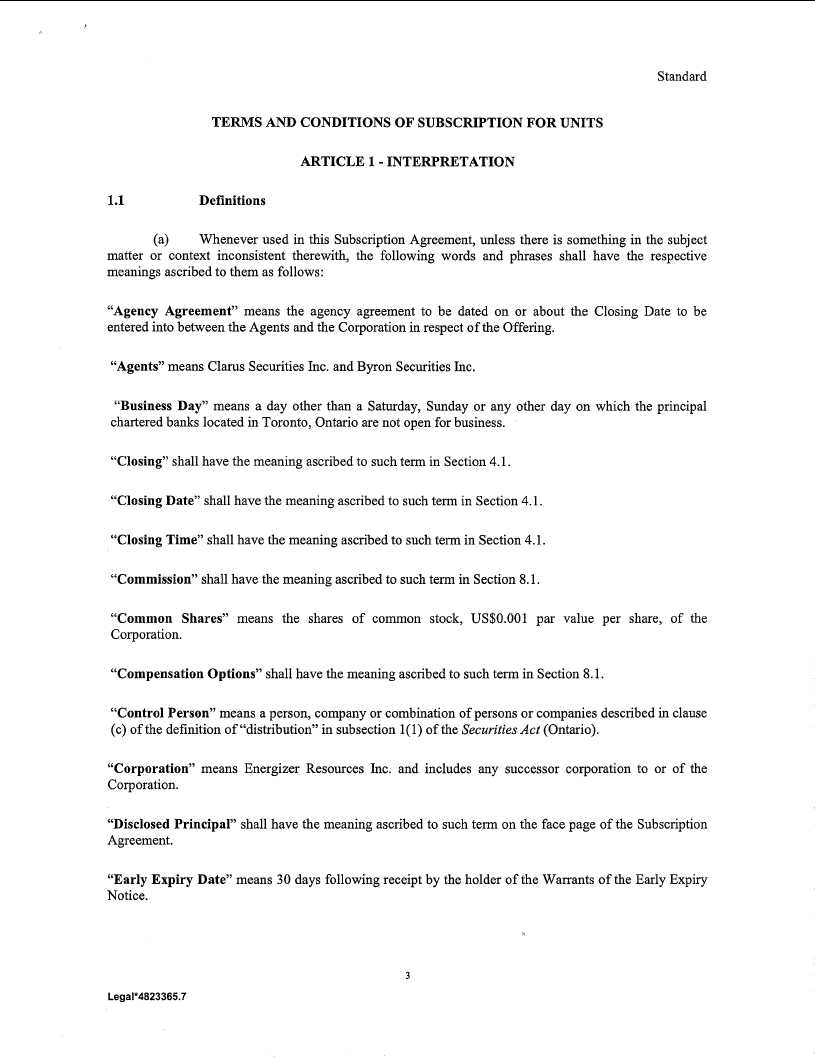 Standard
TERMS AND CONDITIONS OF SUBSCRIPTION FOR UNITS
ARTICLE 1 - INTERPRETATION
1.1 Definitions
(a) Whenever used in this Subscription Agreement, unless there is something in the subject
matter or context inconsistent therewith, the following words and phrases shall have the respective
meanings ascribed to them as follows:
“Agency Agreement” means the agency agreement to be dated on or about the Closing Date to be
entered into between the Agents and the Corporation in respect of the Offering.
“Agents” means Clarus Securities Inc. and Byron Securities Inc.
“Business Day” means a day other than a Saturday, Sunday or any other day on which the principal
chartered banks located in Toronto, Ontario are not open for business.
“Closing” shall have the meaning ascribed to such term in Section 4.1.
“Closing Date” shall have the meaning ascribed to such term in Section 4.1.
“Closing Time” shall have the meaning ascribed to such term in Section 4.1.
“Commission” shall have the meaning ascribed to such term in Section 8.1.
“Common Shares” means the shares of common stock, US$0.001 par value per share, of the
Corporation.
“Compensation Options” shall have the meaning ascribed to such term in Section 8.1.
“Control Person” means a person, company or combination of persons or companies described in clause
(c) of the definition of “distribution” in subsection 1(1) of the Securities Act (Ontario).
“Corporation” means Energizer Resources Inc. and includes any successor corporation to or of the
Corporation.
“Disclosed Principal” shall have the meaning ascribed to such term on the face page of the Subscription
Agreement.
“Early Expiry Date” means 30 days following receipt by the holder of the Warrants of the Early Expiry
Notice.
3
Legal*4823365.7